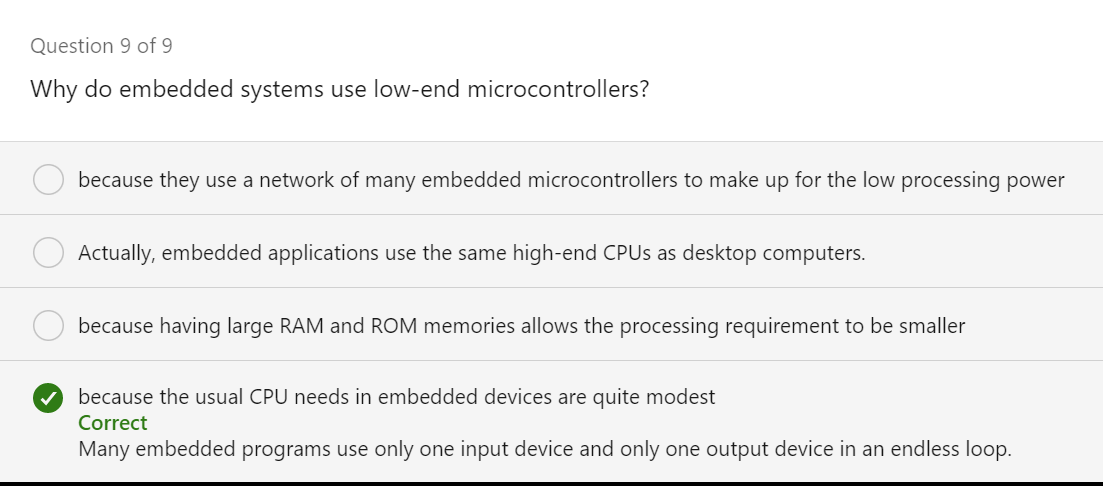 Question 9 of 9
Why do embedded systems use low-end microcontrollers?
because they use a network of many embedded microcontrollers to make up for the low processing power
Actually, embedded applications use the same high-end CPUs as desktop computers.
because having large RAM and ROM memories allows the processing requirement to be smaller
because the usual CPU needs in embedded devices are quite modest
Correct
Many embedded programs use only one input device and only one output device in an endless loop.